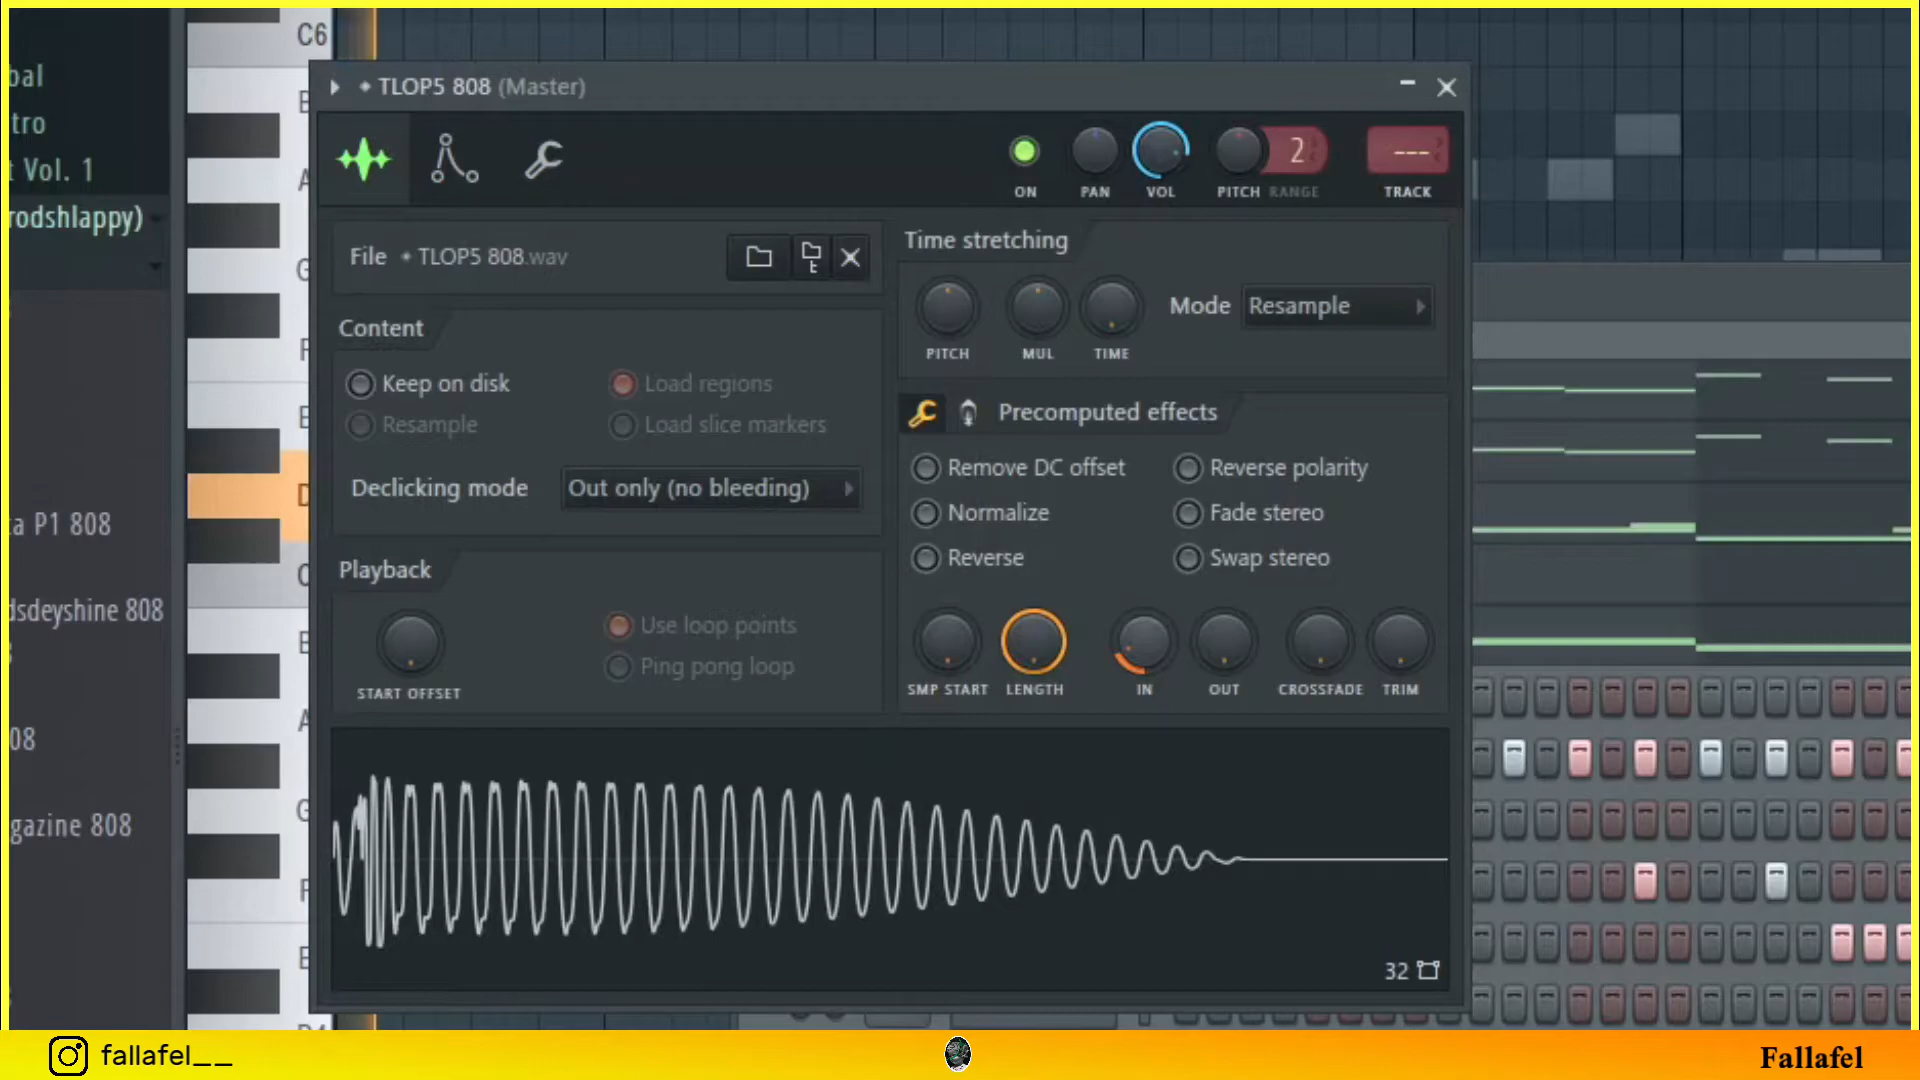 C6
bal
TLOP5 808 (Master)
tro
t Vol. 1
rodshlappy)
2
---
ON
PAN
VOL
PITCH RANGE
TRACK
File TLOP5 808.wav
Time stretching
PITCH
MUL
TIME
Mode Resample
Content
Keep on disk
Load regions
Resample
Load slice markers
Declicking mode Out only (no bleeding)
Precomputed effects
Remove DC offset
Reverse polarity
Normalize
Fade stereo
Reverse
Swap stereo
ta P1 808
dsdeyshine 808
08
gazine 808
Playback
START OFFSET
Use loop points
Ping pong loop
SMP START
LENGTH
IN
OUT
CROSSFADE
TRIM
32
fallafel__
Fallafel